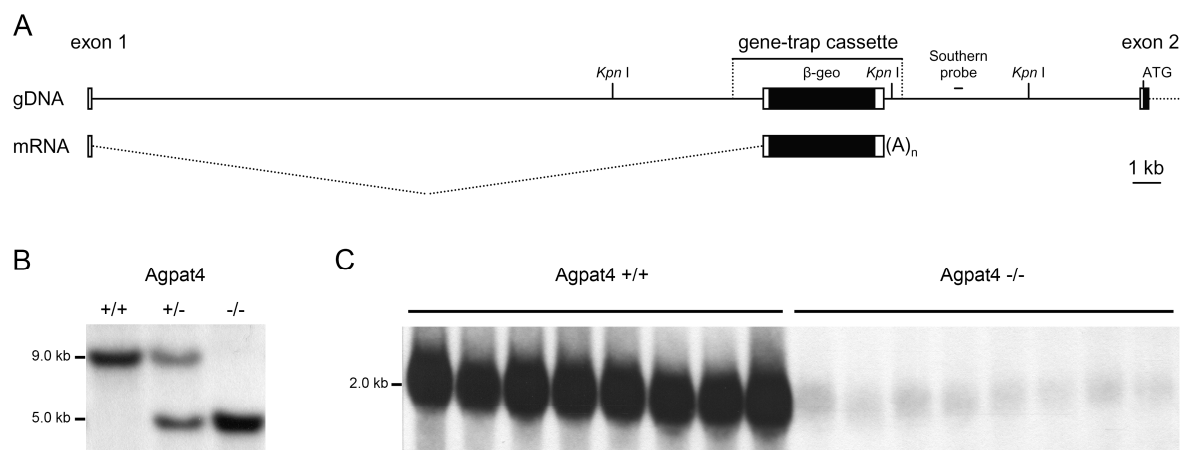 A
exon 1
gene-trap cassette
exon 2
Kpn I
β-geo
Kpn I
Southern
probe
Kpn I
ATG
gDNA
mRNA
(A)n
1 kb
B
Agpat4
+/+ +/- -/-
9.0 kb
5.0 kb
C
Agpat4 +/+
Agpat4 -/-
2.0 kb